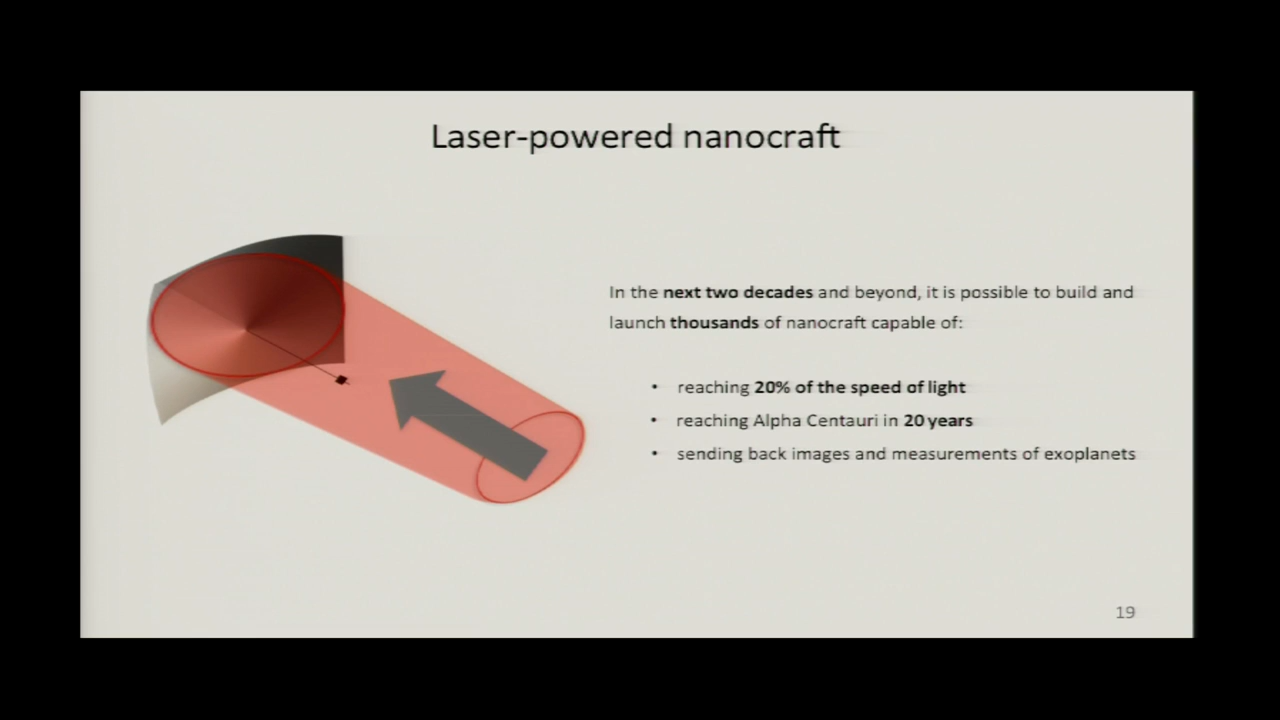 Laser-powered nanocraft
In the next two decades and beyond, it is possible to build and
launch thousands of nanocraft capable of:
• reaching 20% of the speed of light
• reaching Alpha Centauri in 20 years
• sending back images and measurements of exoplanets
19